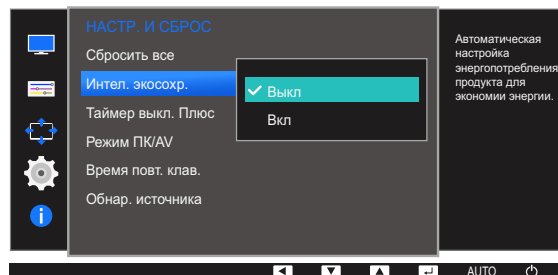 НАСТР. И СБРОС
Сбросить все
Интел. экосохр.
Таймер выкл. Плюс
Режим ПК/AV
Время повт. клав.
Обнар. источника
Выкл
Вкл
Автоматическая
настройка
энергопотребления
продукта для
экономии энергии.
AUTO